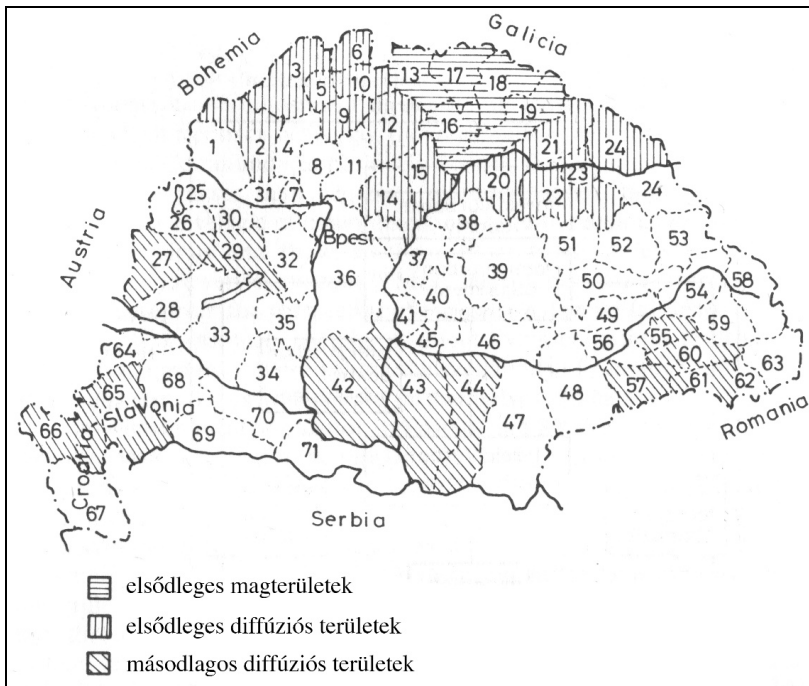 Bohemia
Galicia
6
3 5 10 13 17 18
9 12 16 19
1 2 4 8 11 15 21 24
25 31 7 14 20 22 23 24
26 30 Bpest 38
Austria
27 29 32 36 37 39 51 52 53
28 33 35 40 50 54 58
41 45 46 49 56 59
64 65 68 34 42 43 44 55 60 63
66 Slavonia 70 47 48 57 61 62
Croatia 69 71
67
Serbia
Romania
elsődleges magterületek
elsődleges diffúziós területek
másodlagos diffúziós területek